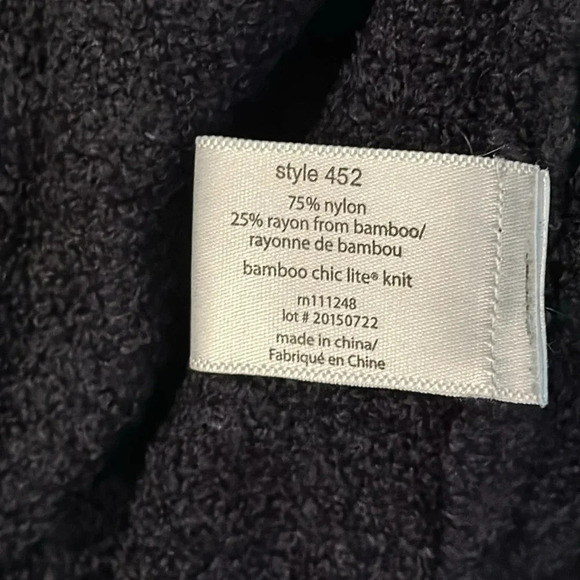 style 452
75% nylon
25% rayon from bamboo/
rayonne de bambou
bamboo chic lite® knit
rn111248
lot # 20150722
made in china/
Fabriqué en Chine